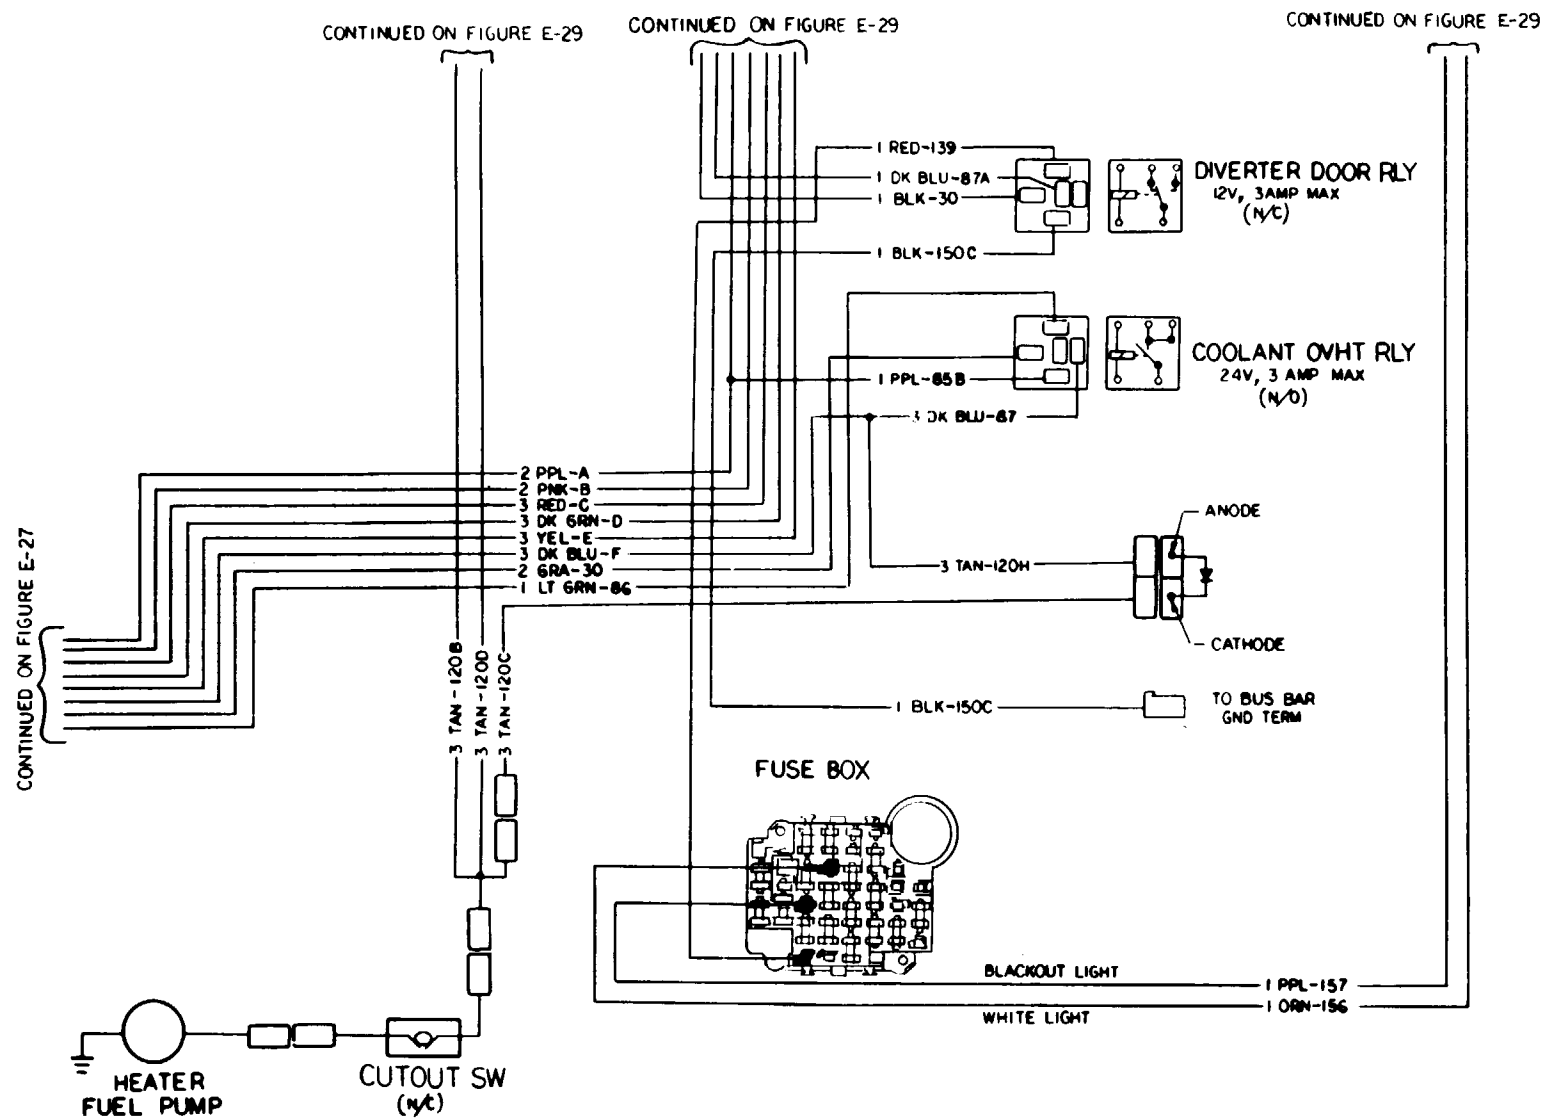 CONTINUED ON FIGURE E-29
CONTINUED ON FIGURE E-29
CONTINUED ON FIGURE E-29
1 RED-139
1 DK BLU-87A
1 BLK-30
1 BLK-150C
DIVERTER DOOR RLY
12V, 3AMP MAX
(N/C)
COOLANT OVHT RLY
24V, 3 AMP MAX
(N/O)
1 PPL-85B
3 DK BLU-87
2 PPL-A
2 PNK-B
3 RED-C
3 DK GRN-D
3 YEL-E
3 DK BLU-F
2 GRA-30
1 LT GRN-86
CONTINUED ON FIGURE E-27
ANODE
3 TAN-120H
CATHODE
3 TAN-120B
3 TAN-120D
3 TAN-120C
1 BLK-150C
TO BUS BAR
GND TERM
FUSE BOX
BLACKOUT LIGHT
1 PPL-157
WHITE LIGHT
1 ORN-156
HEATER
FUEL PUMP
CUTOUT SW
(N/C)